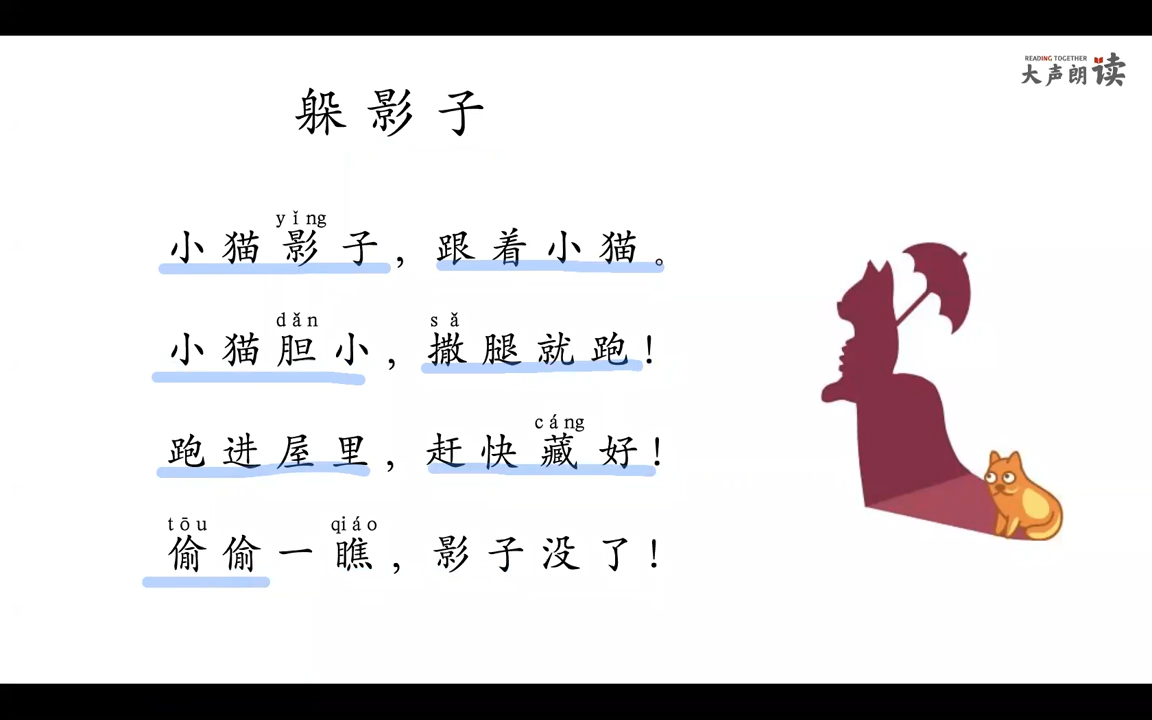 READING TOGETHER
大声朗读
躲影子
yǐng
小猫影子，跟着小猫。
dǎn sǎ
小猫胆小，撒腿就跑！
cáng
跑进屋里，赶快藏好！
tōu qiáo
偷偷一瞧，影子没了！